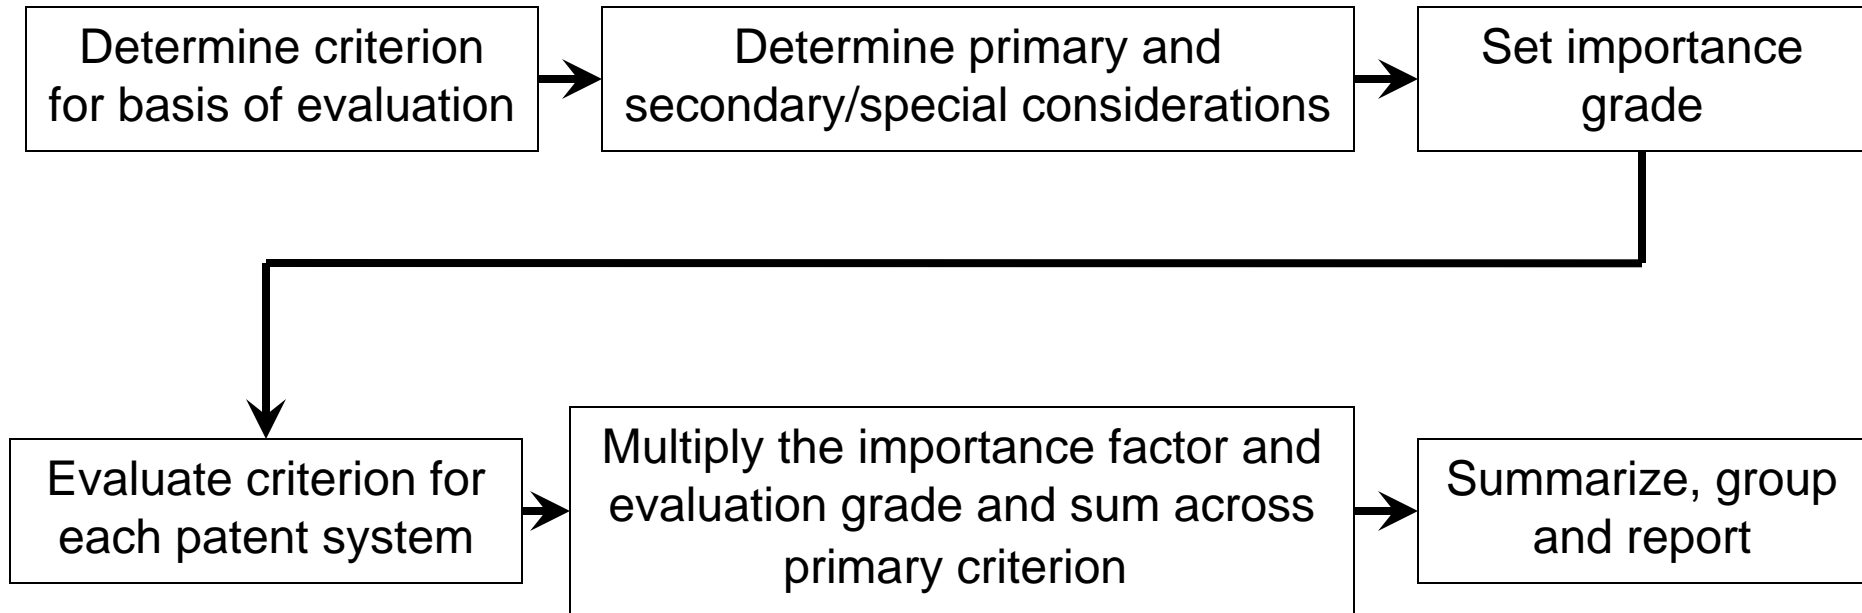 Determine criterion
for basis of evaluation
Determine primary and
secondary/special considerations
Set importance
grade
Evaluate criterion for
each patent system
Multiply the importance factor and
evaluation grade and sum across
primary criterion
Summarize, group
and report